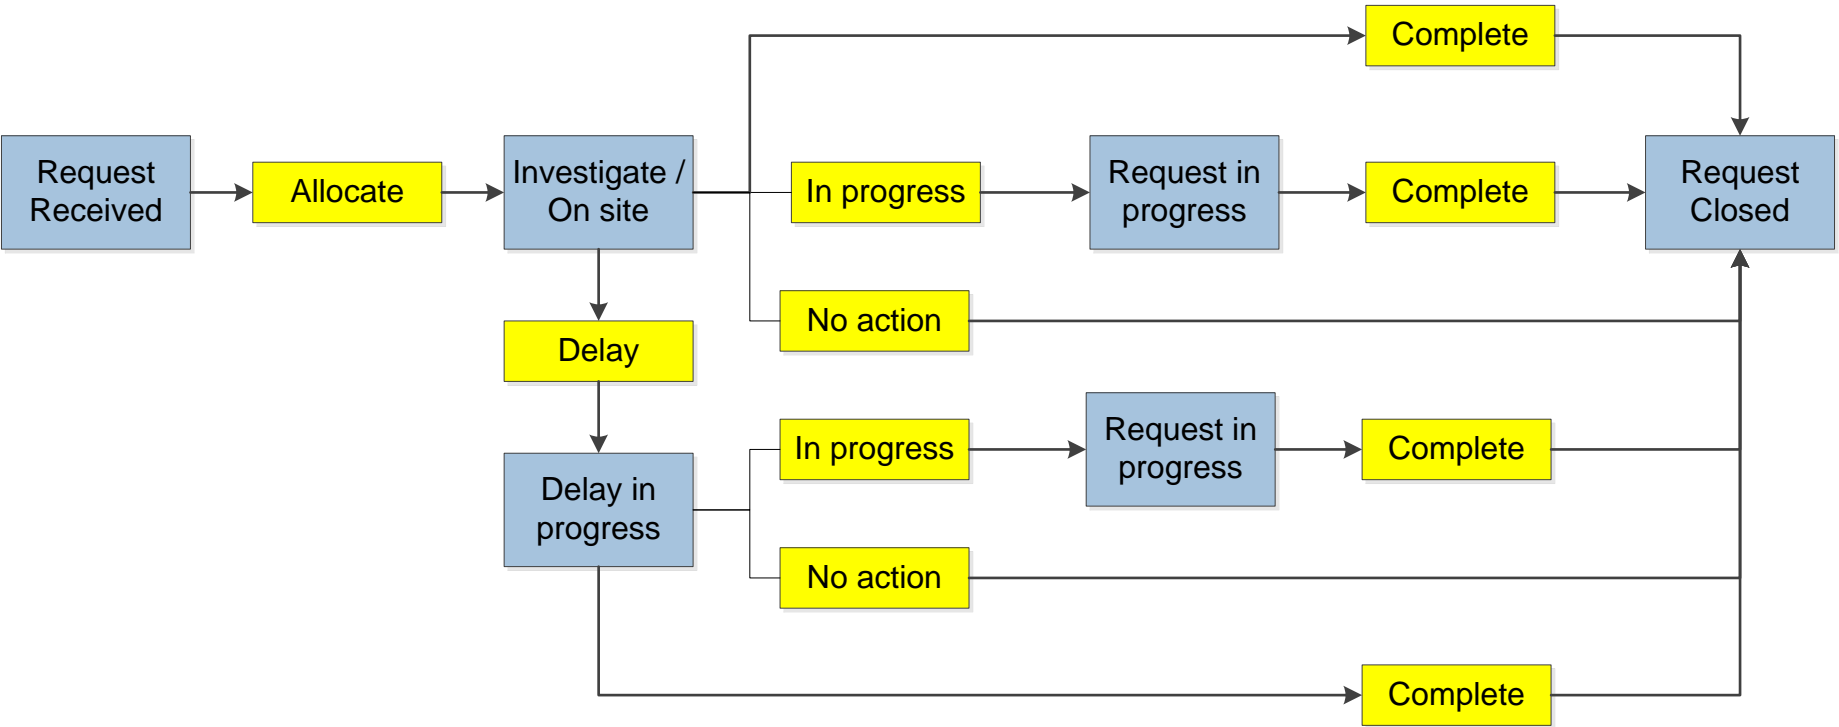 Complete
Request
Received
Allocate
Investigate /
On site
In progress
Request in
progress
Complete
Request
Closed
No action
Delay
In progress
Request in
progress
Complete
Delay in
progress
No action
Complete